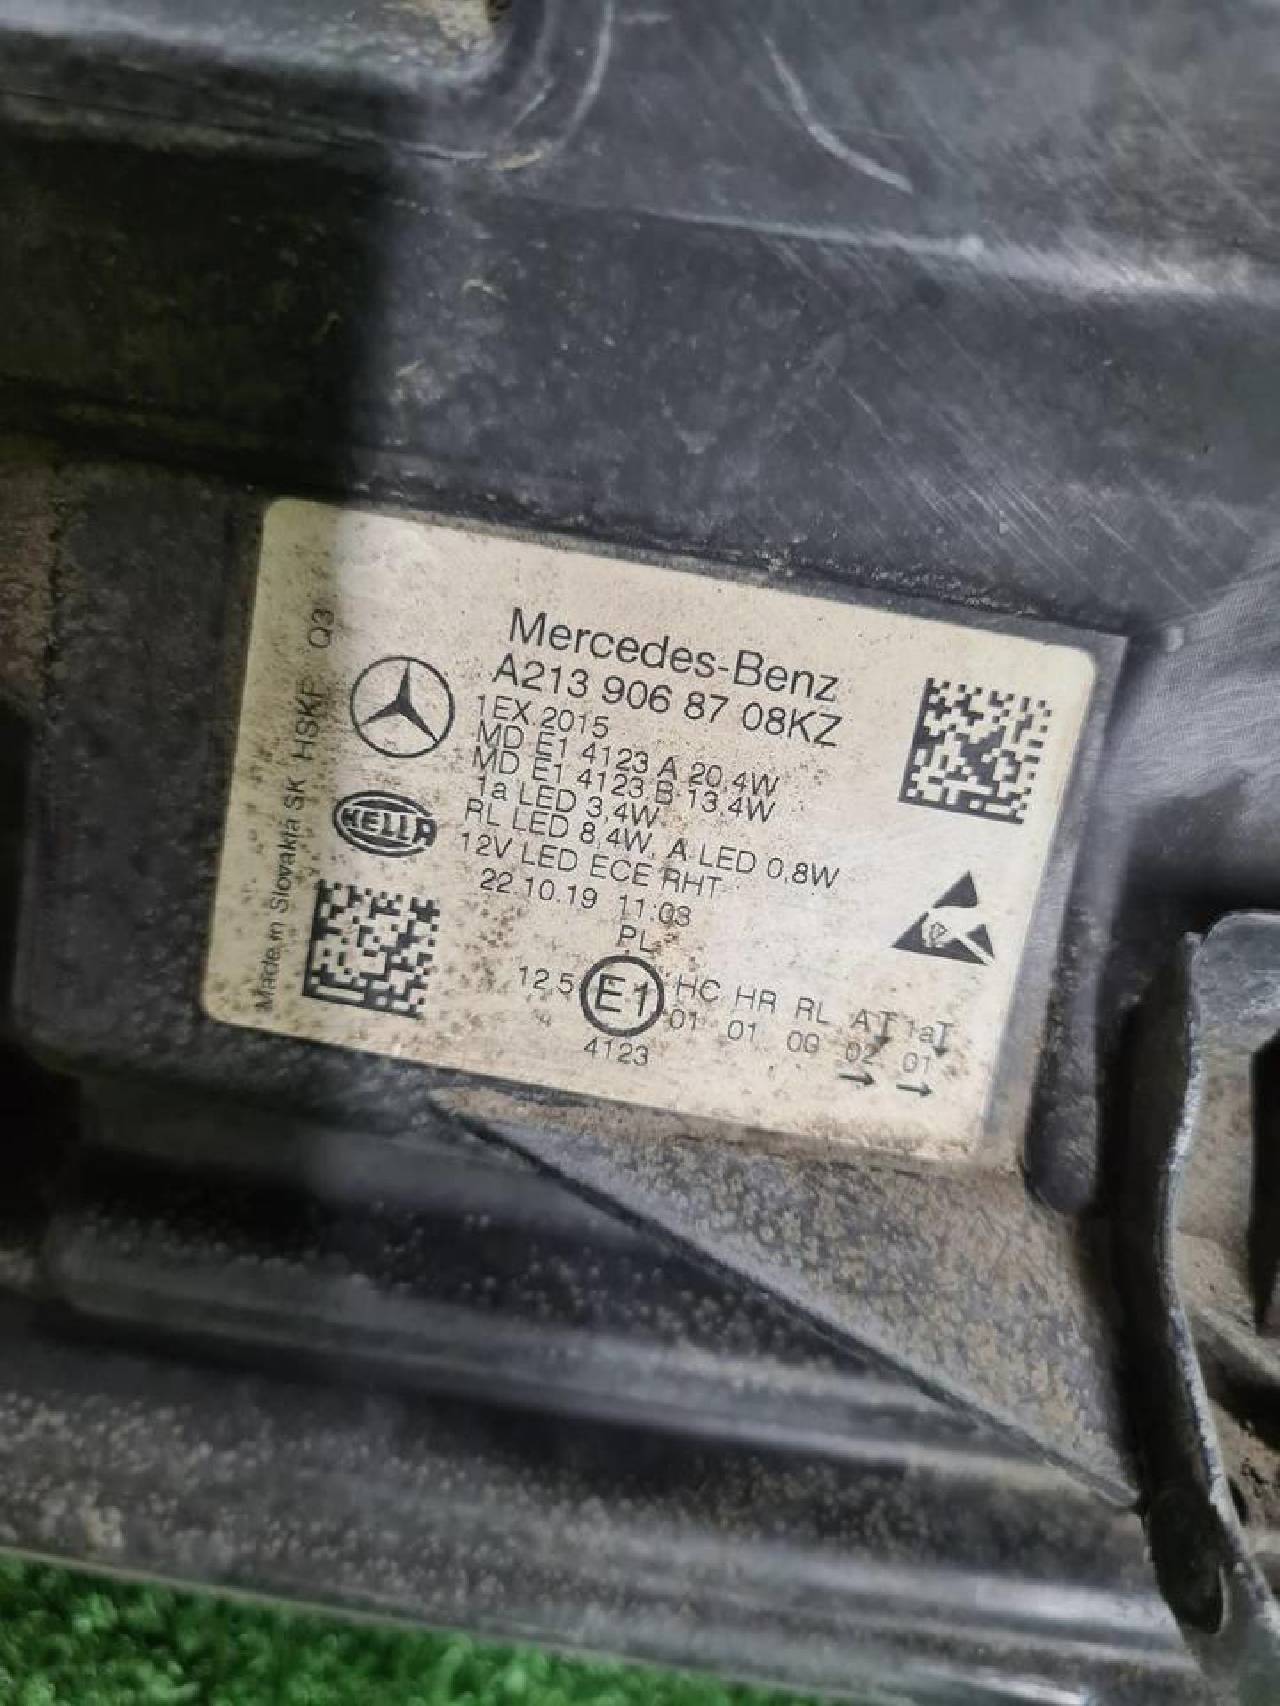 Mercedes-Benz
A213 906 87 08KZ
1EX 2015
MD E1 4123 A 20,4W
MD E1 4123 B 13,4W
1a LED 3,4W
RL LED 8,4W, A LED 0,8W
12V LED ECE RHT
22.10.19 11:03
PL
HELLA
Made in Slovakia SK HSKF Q3
12.5 E1 HC HR RL AT 1aT
01 01 00 02 01
4123